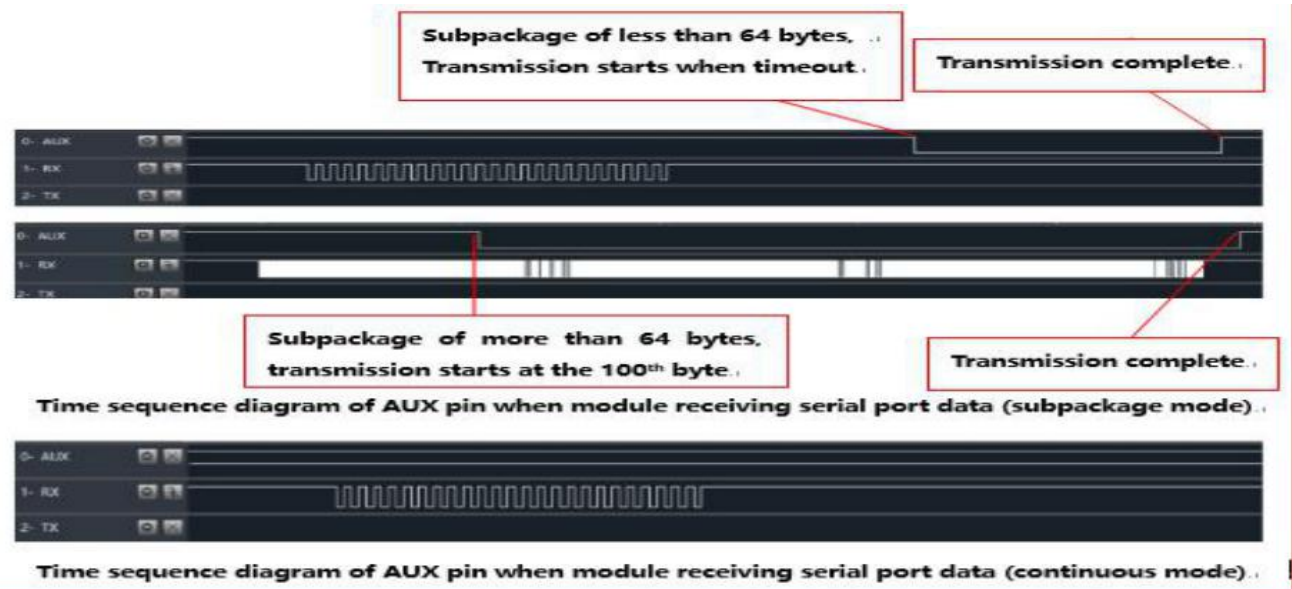 Subpackage of less than 64 bytes,
Transmission starts when timeout.
Transmission complete.
0- AUX
1- RX
2- TX
0- AUX
1- RX
2- TX
Subpackage of more than 64 bytes,
transmission starts at the 100th byte.
Transmission complete.
Time sequence diagram of AUX pin when module receiving serial port data (subpackage mode).
0- AUX
1- RX
2- TX
Time sequence diagram of AUX pin when module receiving serial port data (continuous mode).